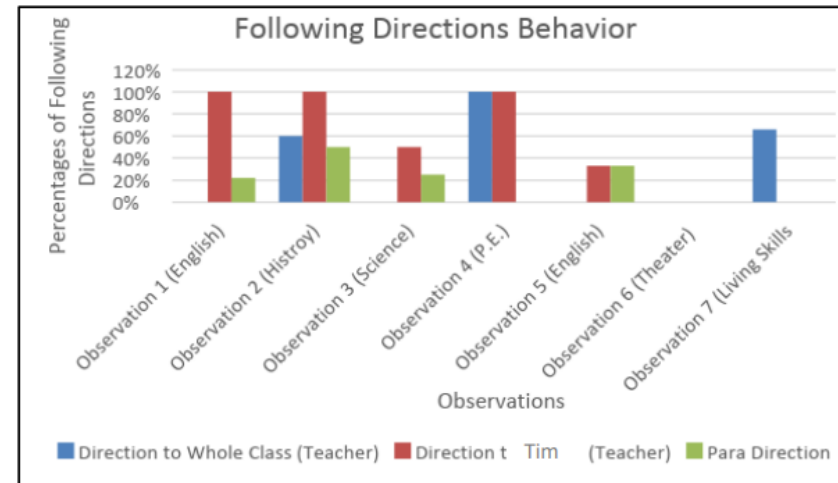 Following Directions Behavior
Percentages of Following
Directions
120%
100%
80%
60%
40%
20%
0%
Observation 1 (English)
Observation 2 (Histroy)
Observation 3 (Science)
Observation 4 (P.E.)
Observation 5 (English)
Observation 6 (Theater)
Observation 7 (Living Skills
Observations
Direction to Whole Class (Teacher) Direction t Tim (Teacher) Para Direction